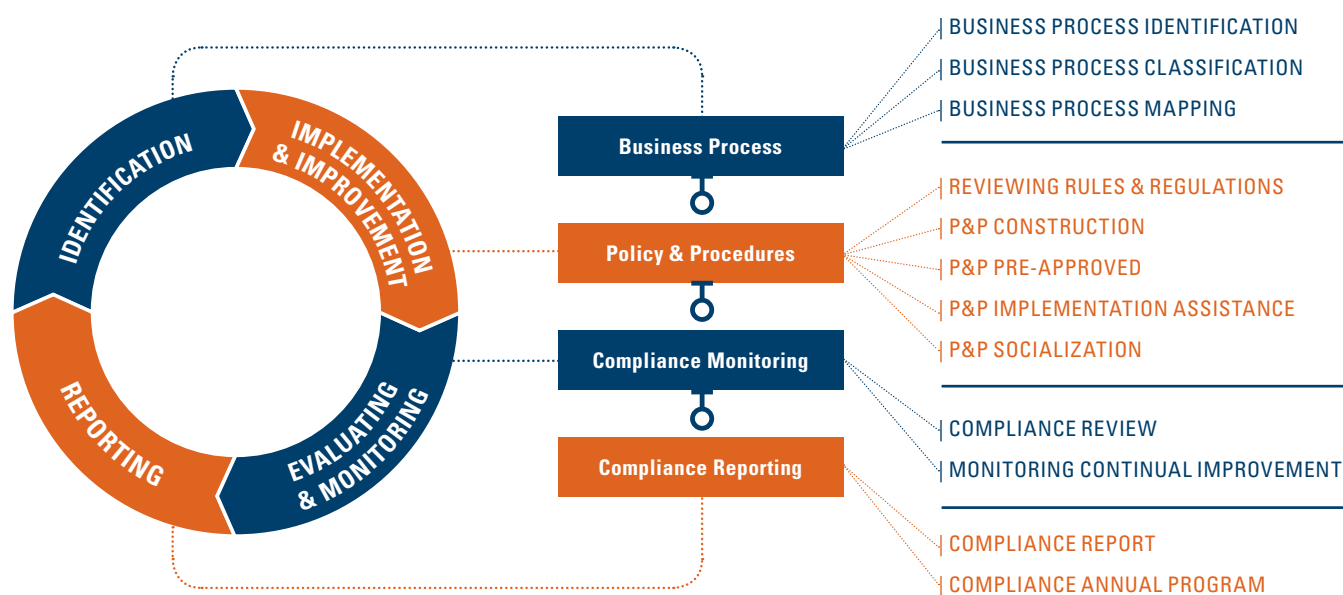 IDENTIFICATION
IMPLEMENTATION
& IMPROVEMENT
EVALUATING
& MONITORING
REPORTING
Business Process
Policy & Procedures
Compliance Monitoring
Compliance Reporting
BUSINESS PROCESS IDENTIFICATION
BUSINESS PROCESS CLASSIFICATION
BUSINESS PROCESS MAPPING
REVIEWING RULES & REGULATIONS
P&P CONSTRUCTION
P&P PRE-APPROVED
P&P IMPLEMENTATION ASSISTANCE
P&P SOCIALIZATION
COMPLIANCE REVIEW
MONITORING CONTINUAL IMPROVEMENT
COMPLIANCE REPORT
COMPLIANCE ANNUAL PROGRAM